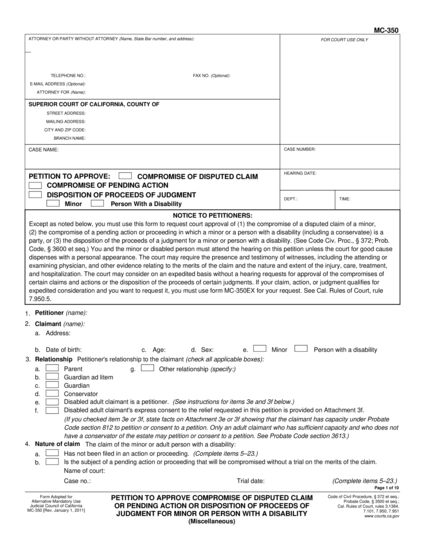 MC-350
ATTORNEY OR PARTY WITHOUT ATTORNEY (Name, State Bar number, and address):
FOR COURT USE ONLY
TELEPHONE NO.:
FAX NO. (Optional):
E-MAIL ADDRESS (Optional):
ATTORNEY FOR (Name):
SUPERIOR COURT OF CALIFORNIA, COUNTY OF
STREET ADDRESS:
MAILING ADDRESS:
CITY AND ZIP CODE:
BRANCH NAME:
CASE NAME:
CASE NUMBER:
PETITION TO APPROVE: COMPROMISE OF DISPUTED CLAIM
COMPROMISE OF PENDING ACTION
DISPOSITION OF PROCEEDS OF JUDGMENT
Minor Person With a Disability
HEARING DATE:
DEPT.: TIME:
NOTICE TO PETITIONERS:
Except as noted below, you must use this form to request court approval of (1) the compromise of a disputed claim of a minor,
(2) the compromise of a pending action or proceeding in which a minor or a person with a disability (including a conservatee) is a
party, or (3) the disposition of the proceeds of a judgment for a minor or person with a disability. (See Code Civ. Proc., § 372; Prob.
Code, § 3600 et seq.) You and the minor or disabled person must attend the hearing on this petition unless the court for good cause
dispenses with a personal appearance. The court may require the presence and testimony of witnesses, including the attending or
examining physician, and other evidence relating to the merits of the claim and the nature and extent of the injury, care, treatment,
and hospitalization. The court may consider on an expedited basis without a hearing requests for approval of the compromises of
certain claims and actions or the disposition of the proceeds of certain judgments. If your claim, action, or judgment qualifies for
expedited consideration and you want to request it, you must use form MC-350EX for your request. See Cal. Rules of Court, rule
7.950.5.
1. Petitioner (name):
2. Claimant (name):
a. Address:
b. Date of birth: c. Age: d. Sex: e. Minor Person with a disability
3. Relationship Petitioner's relationship to the claimant (check all applicable boxes):
a. Parent g. Other relationship (specify:)
b. Guardian ad litem
c. Guardian
d. Conservator
e. Disabled adult claimant is a petitioner. (See instructions for items 3e and 3f below.)
f. Disabled adult claimant's express consent to the relief requested in this petition is provided on Attachment 3f.
(If you checked item 3e or 3f, state facts on Attachment 3e or 3f showing that the claimant has capacity under Probate
Code section 812 to petition or consent to a petition. Only an adult claimant who has sufficient capacity and who does not
have a conservator of the estate may petition or consent to a petition. See Probate Code section 3613.)
4. Nature of claim The claim of the minor or adult person with a disability:
a. Has not been filed in an action or proceeding. (Complete items 5–23.)
b. Is the subject of a pending action or proceeding that will be compromised without a trial on the merits of the claim.
Name of court:
Case no.: Trial date: (Complete items 5–23.)
Page 1 of 10
Form Adopted for
Alternative Mandatory Use
Judicial Council of California
MC-350 [Rev. January 1, 2011]
PETITION TO APPROVE COMPROMISE OF DISPUTED CLAIM
OR PENDING ACTION OR DISPOSITION OF PROCEEDS OF
JUDGMENT FOR MINOR OR PERSON WITH A DISABILITY
(Miscellaneous)
Code of Civil Procedure, § 372 et seq.;
Probate Code, § 3500 et seq.;
Cal. Rules of Court, rules 3.1384,
7.101, 7.950, 7.951
www.courts.ca.gov